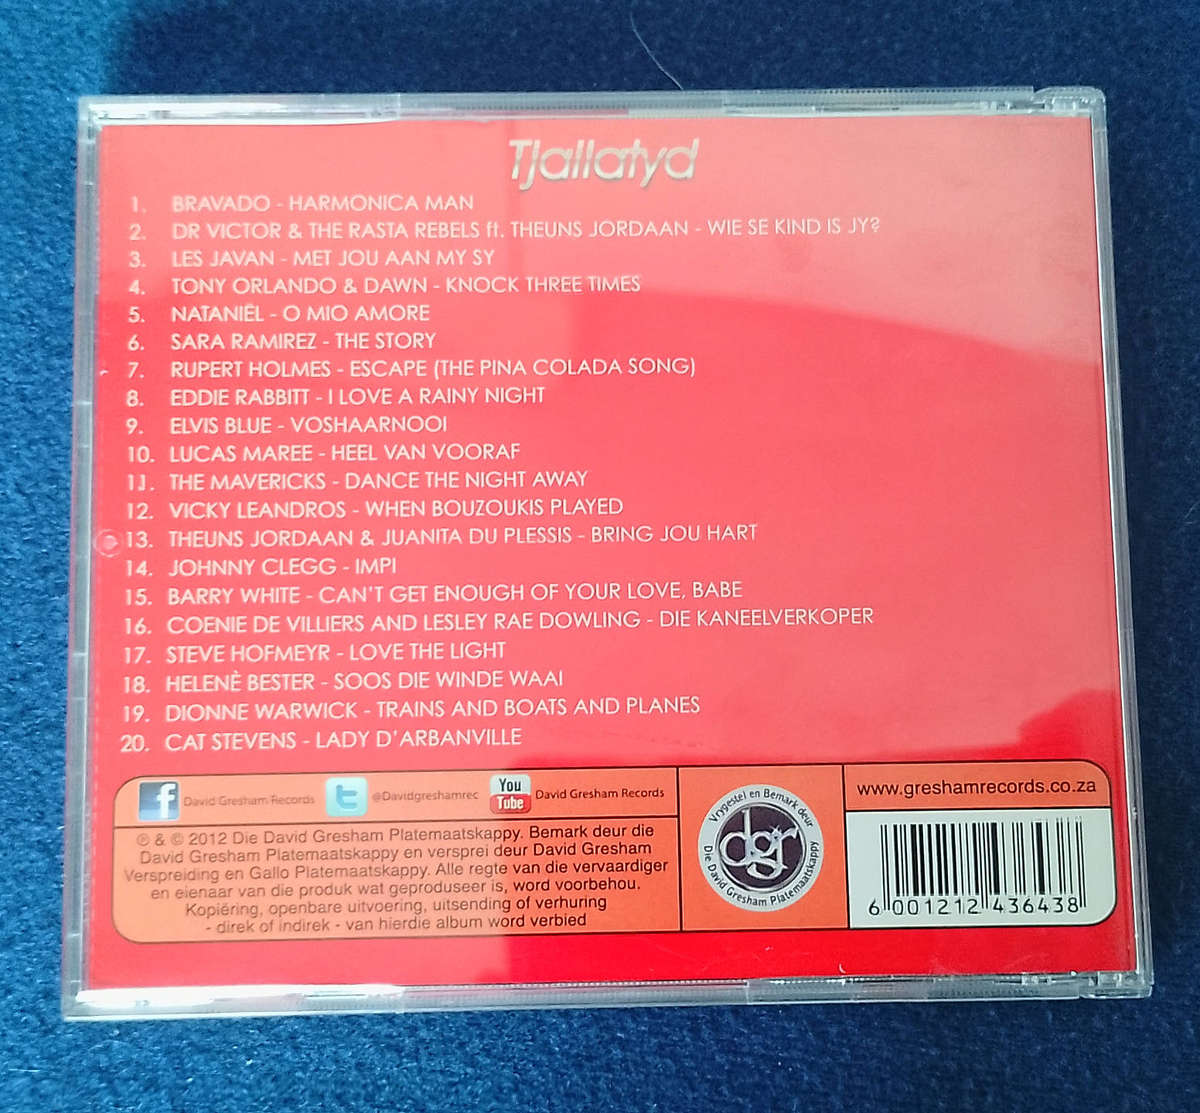 Tjailatyd
1. BRAVADO - HARMONICA MAN
2. DR VICTOR & THE RASTA REBELS ft. THEUNS JORDAAN - WIE SE KIND IS JY?
3. LES JAVAN - MET JOU AAN MY SY
4. TONY ORLANDO & DAWN - KNOCK THREE TIMES
5. NATANIËL - O MIO AMORE
6. SARA RAMIREZ - THE STORY
7. RUPERT HOLMES - ESCAPE (THE PINA COLADA SONG)
8. EDDIE RABBITT - I LOVE A RAINY NIGHT
9. ELVIS BLUE - VOSHAARNOOI
10. LUCAS MAREE - HEEL VAN VOORAF
11. THE MAVERICKS - DANCE THE NIGHT AWAY
12. VICKY LEANDROS - WHEN BOUZOUKIS PLAYED
13. THEUNS JORDAAN & JUANITA DU PLESSIS - BRING JOU HART
14. JOHNNY CLEGG - IMPI
15. BARRY WHITE - CAN'T GET ENOUGH OF YOUR LOVE, BABE
16. COENIE DE VILLIERS AND LESLEY RAE DOWLING - DIE KANEELVERKOPER
17. STEVE HOFMEYR - LOVE THE LIGHT
18. HELENÈ BESTER - SOOS DIE WINDE WAAI
19. DIONNE WARWICK - TRAINS AND BOATS AND PLANES
20. CAT STEVENS - LADY D'ARBANVILLE
f David Gresham Records
t @Davidgreshamrec
You Tube David Gresham Records
℗ & © 2012 Die David Gresham Platemaatskappy. Bemark deur die
David Gresham Platemaatskappy en versprei deur David Gresham
Verspreiding en Gallo Platemaatskappy. Alle regte van die vervaardiger
en eienaar van die produk wat geproduseer is, word voorbehou.
Kopiëring, openbare uitvoering, uitsending of verhuring
- direk of indirek - van hierdie album word verbied
Vrygestel en Bemark deur
Die David Gresham Platemaatskappy
dgr
www.greshamrecords.co.za
6 001212 436438